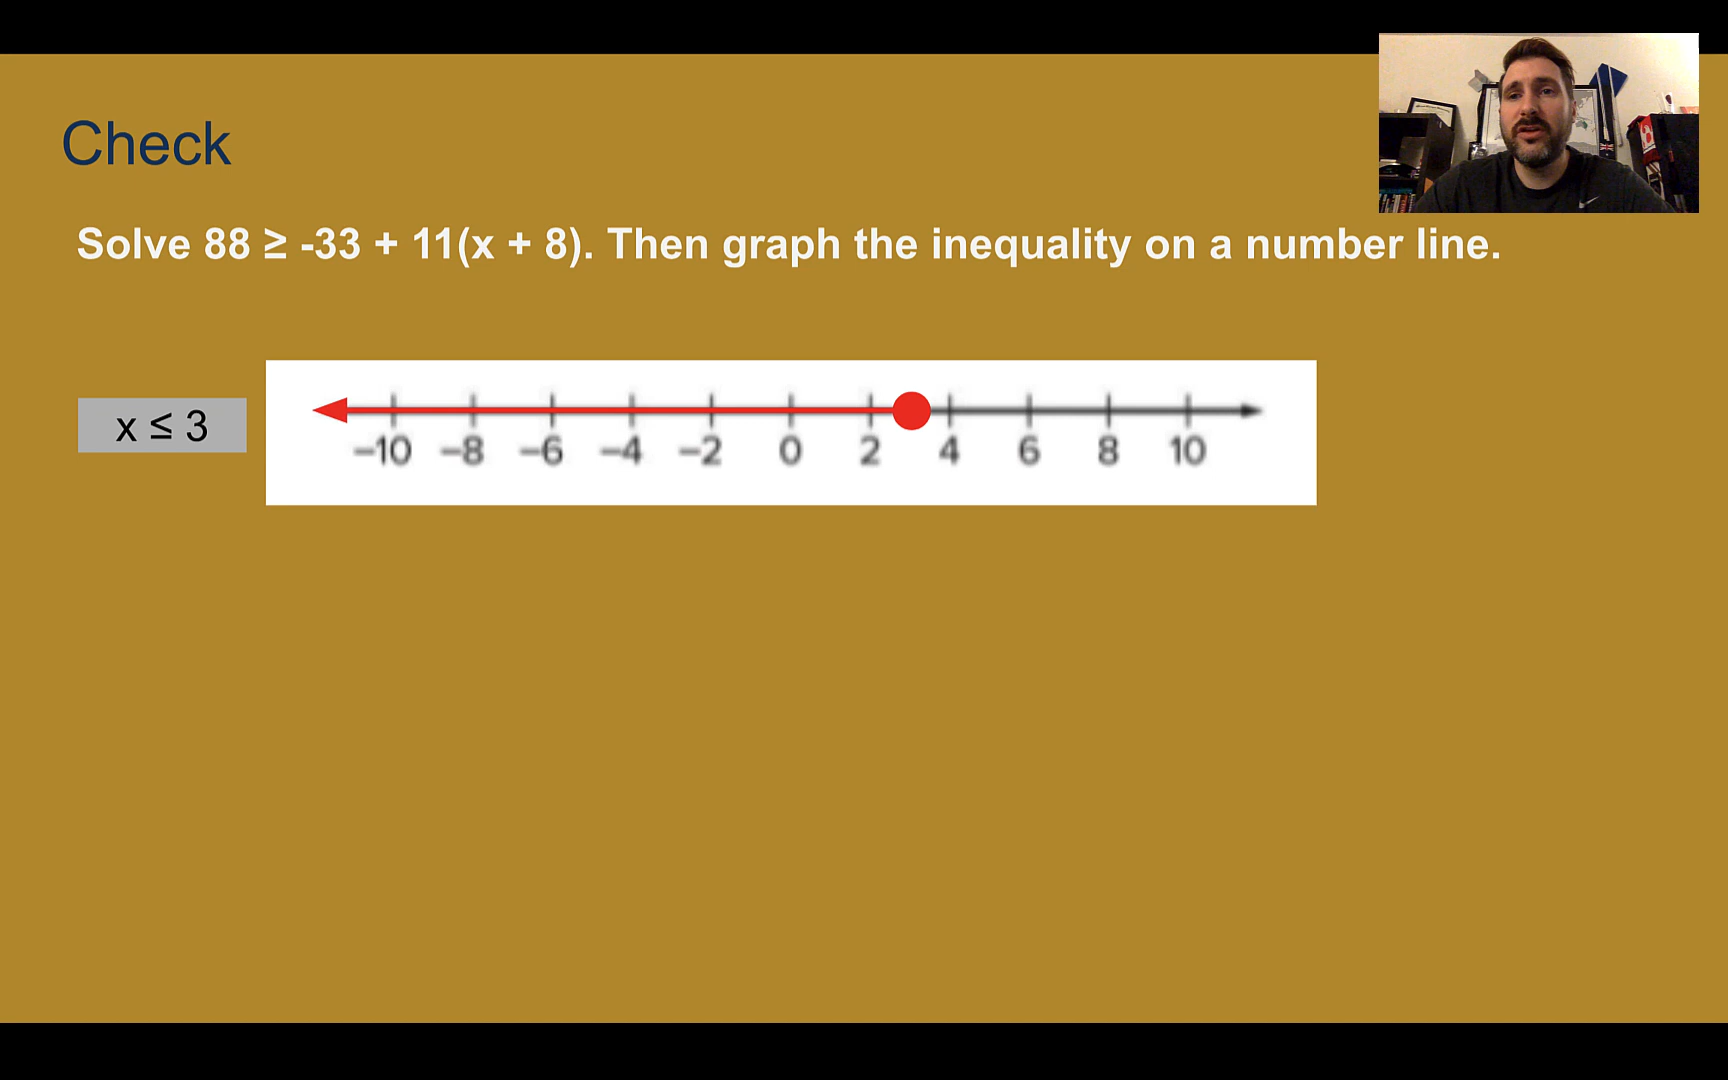 Check
Solve 88 ≥ -33 + 11(x + 8). Then graph the inequality on a number line.
x ≤ 3
–10 –8 –6 –4 –2 0 2 4 6 8 10